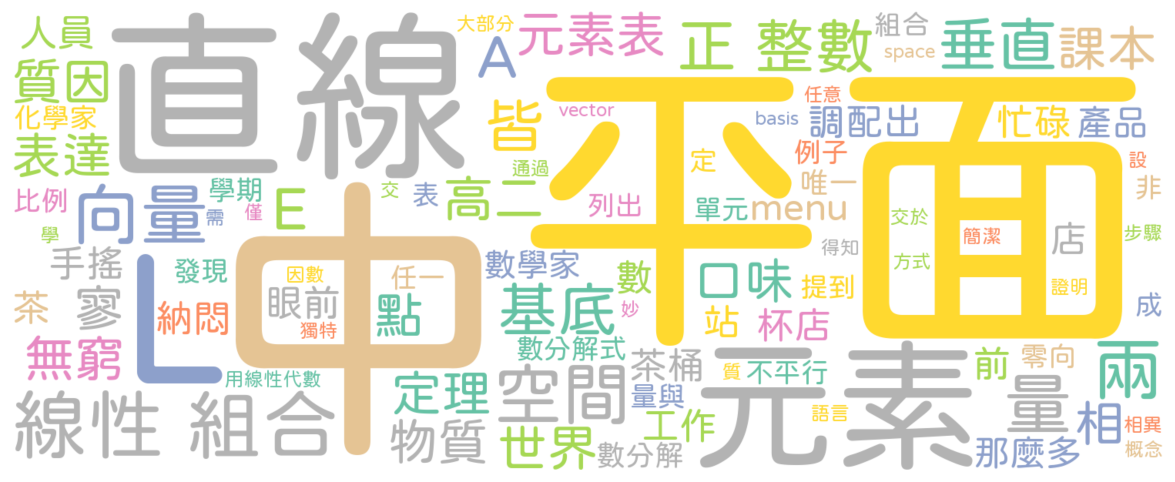 人員
直線
大部分
元素表
正
整數
組合
垂直
課本
質因
A
space
化學家
皆
vector
平面
任意
basis
調配出
忙碌
產品
表達
通過
定
例子
設
比例
向量
學期
交
表
高二
列出
單元
唯一
menu
非
需
僅
E
中
學
交於
簡潔
店
步驟
手搖
發現
L
數學家
數
口味
得知
提到
方式
證明
因數
任一
茶
寥
納悶
眼前
獨特
點
基底
妙
站
杯店
成
無窮
數分解式
茶桶
質
不平行
前
零向
兩
用線性代數
線性
組合
定理
空間
量與
元素
量
物質
世界
工作
數分解
語言
相
相異
那麼多
概念